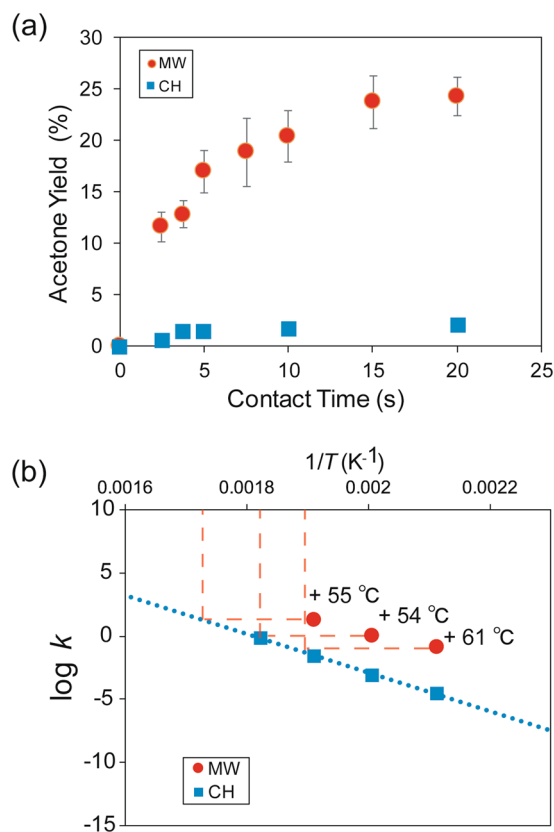 (a)
30
25
20
15
10
5
0
Acetone Yield (%)
MW
CH
0 5 10 15 20 25
Contact Time (s)
(b)
1/T (K-1)
0.0016 0.0018 0.002 0.0022
10
5
0
-5
-10
-15
log k
+ 55 °C
+ 54 °C
+ 61 °C
MW
CH